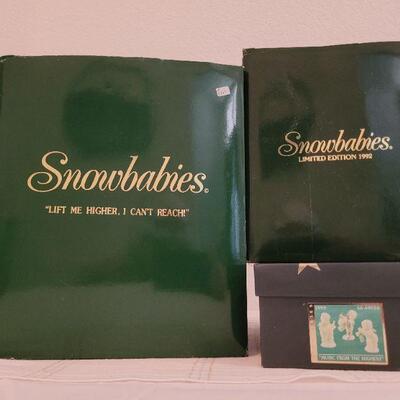 Snowbabies©
"LIFT ME HIGHER, I CAN'T REACH!"
Snowbabies®
LIMITED EDITION 1992
"MUSIC FROM THE HIGHEST"